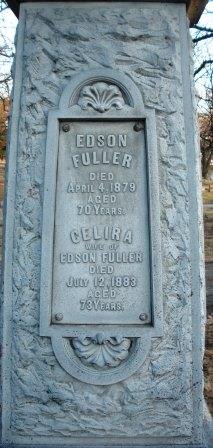 EDSON
FULLER
DIED
APRIL 4, 1879
AGED
70 YEARS.
CELIRA
WIFE OF
EDSON FULLER
DIED
JULY 12, 1883
AGED
73 YEARS.